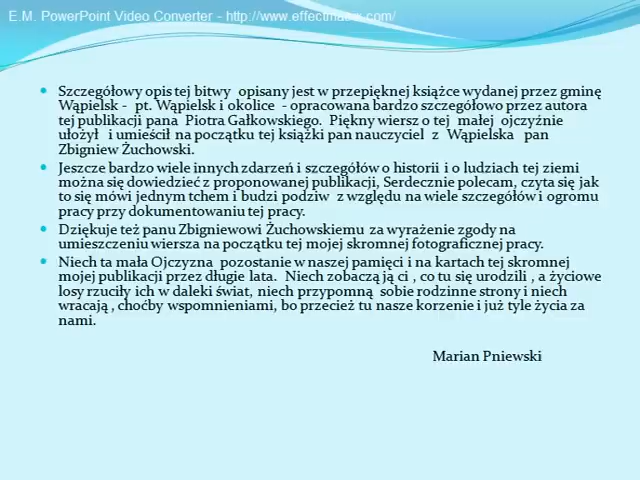 E.M. PowerPoint Video Converter - http://www.effectmatrix.com/
• Szczegółowy opis tej bitwy opisany jest w przepięknej książce wydanej przez gminę
Wąpielsk - pt. Wąpielsk i okolice - opracowana bardzo szczegółowo przez autora
tej publikacji pana Piotra Gałkowskiego. Piękny wiersz o tej małej ojczyźnie
ułożył i umieścił na początku tej książki pan nauczyciel z Wąpielska pan
Zbigniew Żuchowski.
• Jeszcze bardzo wiele innych zdarzeń i szczegółów o historii i o ludziach tej ziemi
można się dowiedzieć z proponowanej publikacji, Serdecznie polecam, czyta się jak
to się mówi jednym tchem i budzi podziw z względu na wiele szczegółów i ogromu
pracy przy dokumentowaniu tej pracy.
• Dziękuje też panu Zbigniewowi Żuchowskiemu za wyrażenie zgody na
umieszczeniu wiersza na początku tej mojej skromnej fotograficznej pracy.
• Niech ta mała Ojczyzna pozostanie w naszej pamięci i na kartach tej skromnej
mojej publikacji przez długie lata. Niech zobaczą ją ci , co tu się urodzili , a życiowe
losy rzuciły ich w daleki świat, niech przypomną sobie rodzinne strony i niech
wracają , choćby wspomnieniami, bo przecież tu nasze korzenie i już tyle życia za
nami.
Marian Pniewski